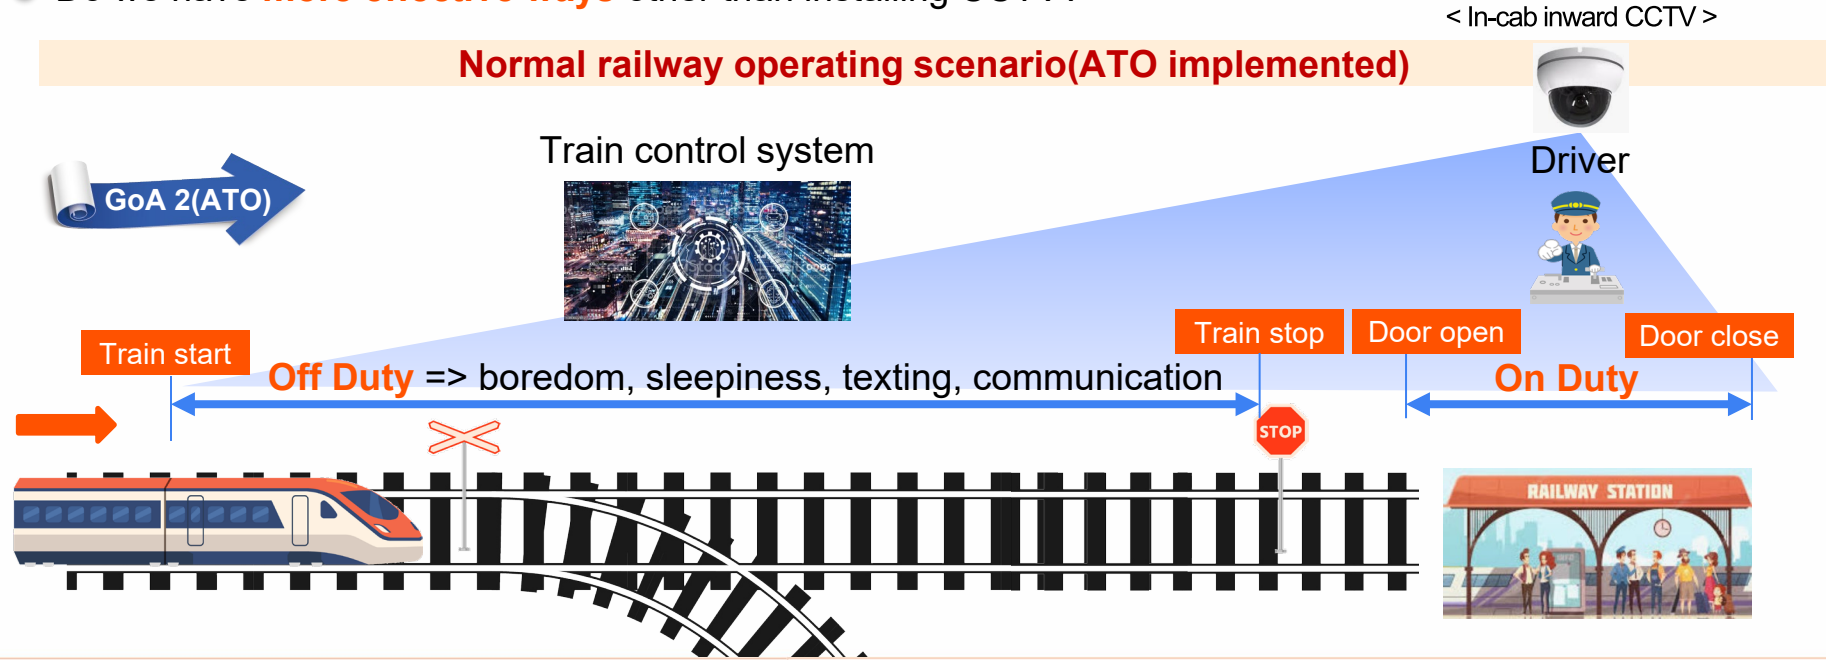 < In-cab inward CCTV >
Normal railway operating scenario(ATO implemented)
Train control system
Driver
GoA 2(ATO)
iStock
Train start
Train stop
Door open
Door close
Off Duty => boredom, sleepiness, texting, communication
On Duty
STOP
RAILWAY STATION